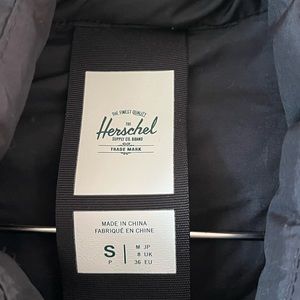 THE FINEST QUALITY
THE
Herschel
SUPPLY CO. BRAND
TRADE MARK
MADE IN CHINA
FABRIQUÉ EN CHINE
S M JP
8 UK
P 36 EU